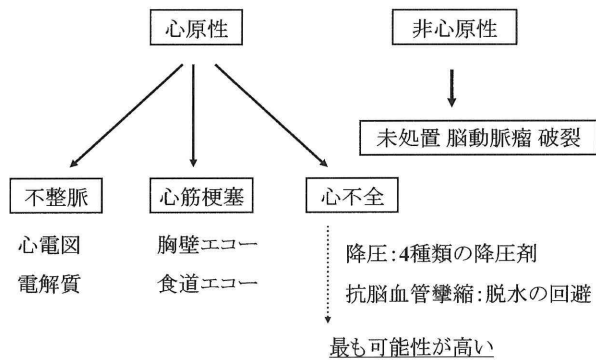 心原性 非心原性
未処置 脳動脈瘤 破裂
不整脈 心筋梗塞 心不全
心電図 胸壁エコー
降圧:4種類の降圧剤
電解質 食道エコー
抗脳血管攣縮:脱水の回避
最も可能性が高い